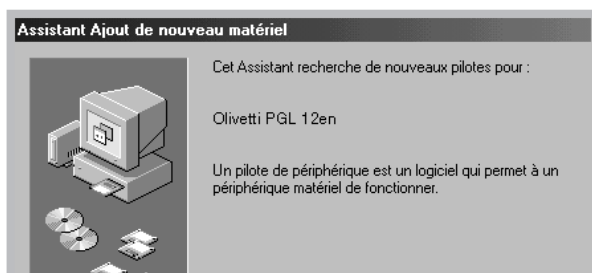 Assistant Ajout de nouveau matériel
Cet Assistant recherche de nouveaux pilotes pour :
Olivetti PGL 12en
Un pilote de périphérique est un logiciel qui permet à un
périphérique matériel de fonctionner.